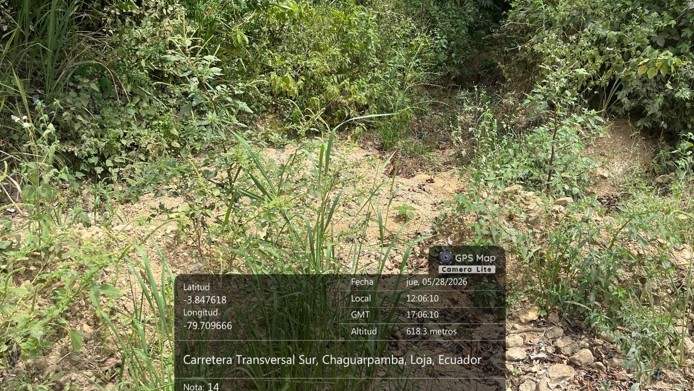 GPS Map
Camera Lite
Latitud
-3.847618
Longitud
-79.709666
Fecha jue, 05/28/2026
Local 12:06:10
GMT 17:06:10
Altitud 618.3 metros
Carretera Transversal Sur, Chaguarpamba, Loja, Ecuador
Nota: 14